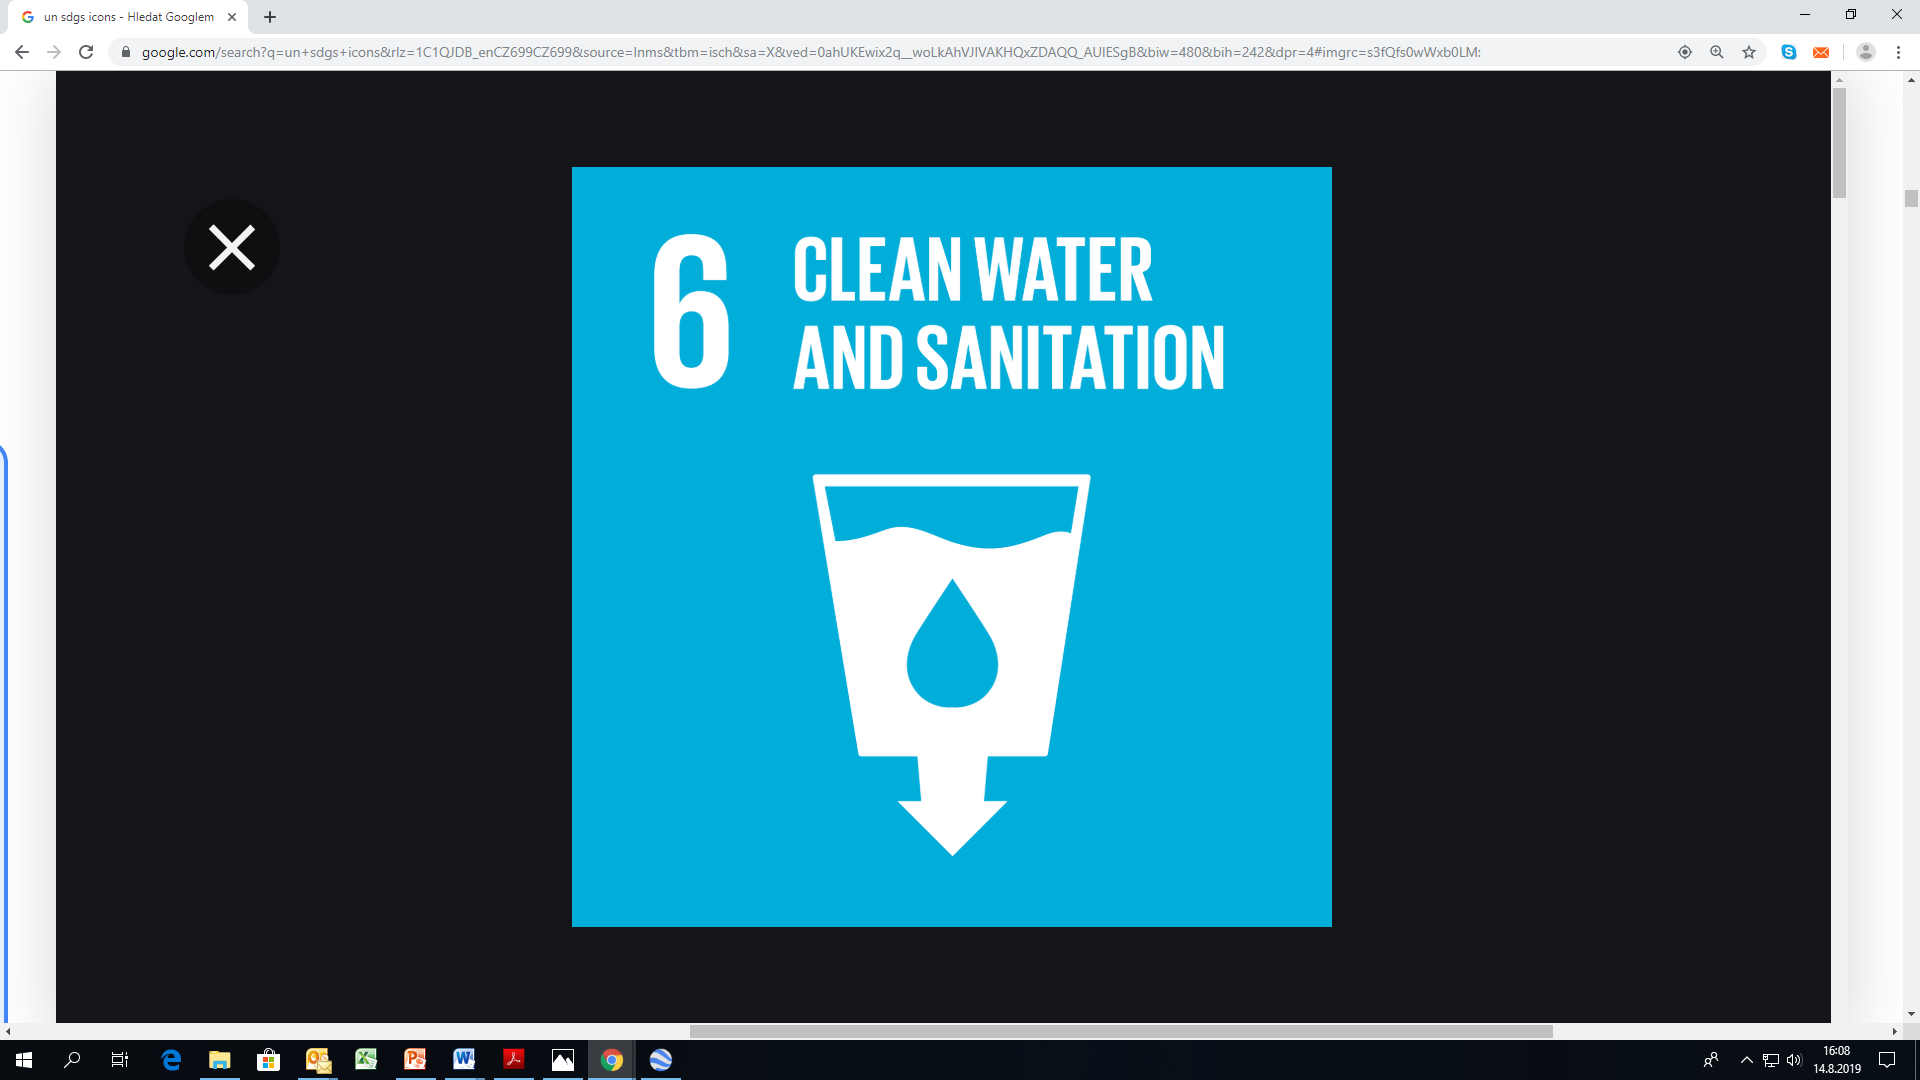 un sdgs icons - Hledat Googlem
google.com/search?q=un+sdgs+icons&rlz=1C1QJDB_enCZ699CZ699&source=lnms&tbm=isch&sa=X&ved=0ahUKEwix2q__woLkAhVJIVAKHQxZDAQQ_AUIESgB&biw=480&bih=242&dpr=4#imgrc=s3fQfs0wWxb0LM:
6 CLEAN WATER
AND SANITATION
16:08
14.8.2019